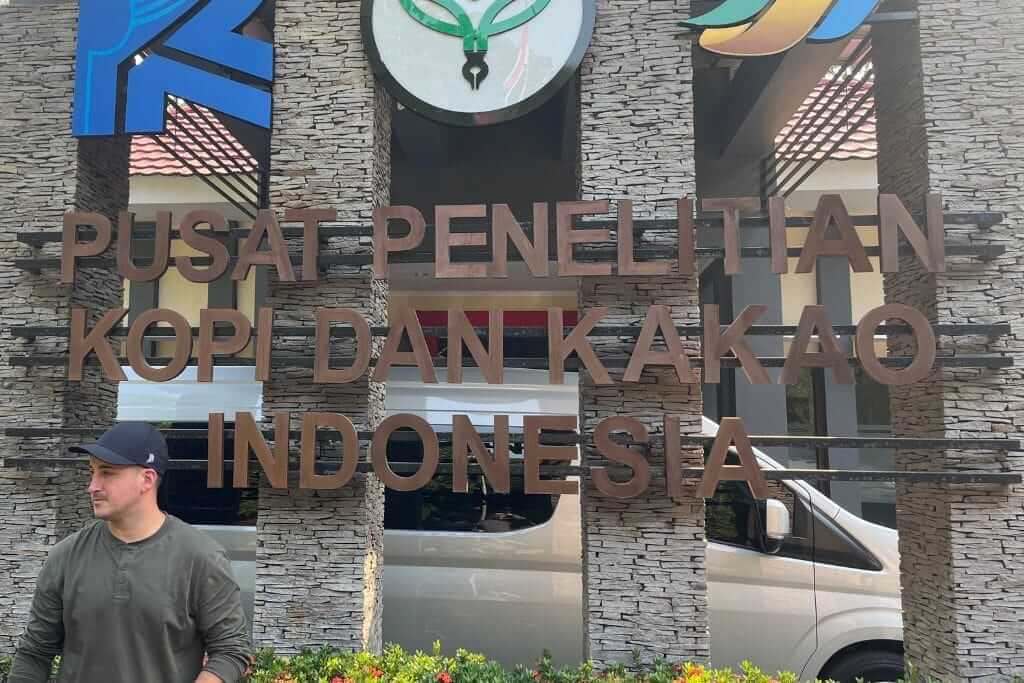 PUSAT PENELITIAN
KOPI DAN KAKAO
INDONESIA